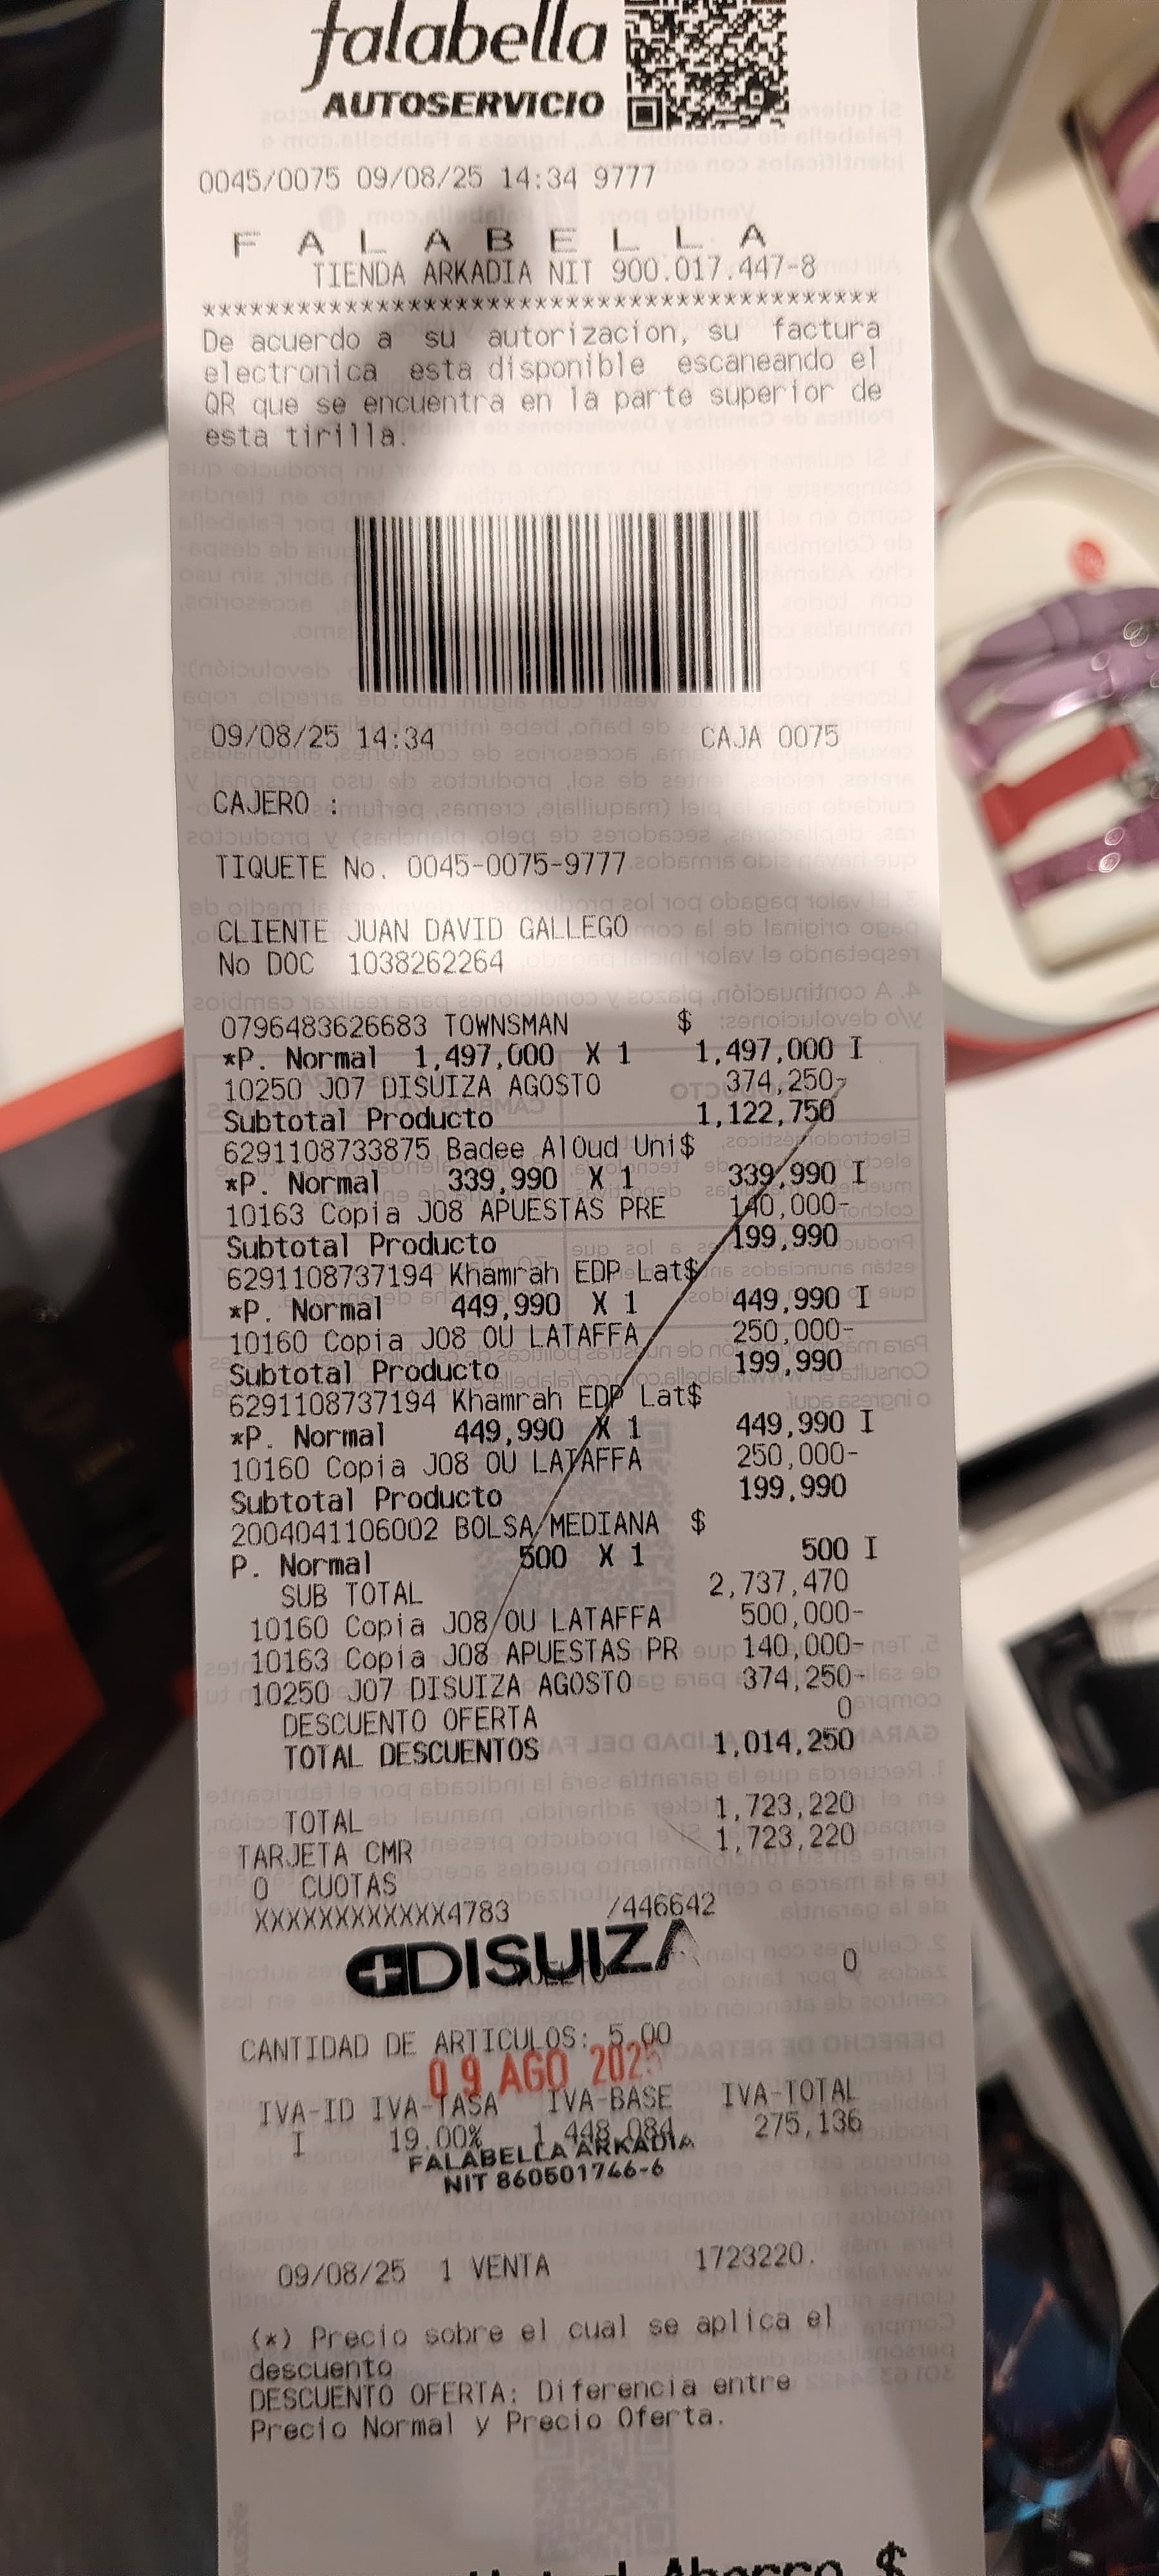 falabella
AUTOSERVICIO
0045/0075 09/08/25 14:34 9777
F A L A B E L L A
TIENDA ARKADIA NIT 900.017.447-8
*******************************************
De acuerdo a su autorizacion, su factura
electronica esta disponible escaneando el
QR que se encuentra en la parte superior de
esta tirilla.
09/08/25 14:34 CAJA 0075
CAJERO :
TIQUETE No. 0045-0075-9777
CLIENTE JUAN DAVID GALLEGO
No DOC 1038262264
0796483626683 TOWNSMAN $
*P. Normal 1,497,000 X 1 1,497,000 I
10250 J07 DISUIZA AGOSTO 374,250-
Subtotal Producto 1,122,750
6291108733875 Badee AlOud Uni$
*P. Normal 339,990 X 1 339,990 I
10163 Copia J08 APUESTAS PRE 140,000-
Subtotal Producto 199,990
6291108737194 Khamrah EDP Lat$
*P. Normal 449,990 X 1 449,990 I
10160 Copia J08 OU LATAFFA 250,000-
Subtotal Producto 199,990
6291108737194 Khamrah EDP Lat$
*P. Normal 449,990 X 1 449,990 I
10160 Copia J08 OU LATAFFA 250,000-
Subtotal Producto 199,990
2004041106002 BOLSA MEDIANA $
P. Normal 500 X 1 500 I
SUB TOTAL 2,737,470
10160 Copia J08 OU LATAFFA 500,000-
10163 Copia J08 APUESTAS PR 140,000-
10250 J07 DISUIZA AGOSTO 374,250-
DESCUENTO OFERTA 0
TOTAL DESCUENTOS 1,014,250
TOTAL 1,723,220
TARJETA CMR 1,723,220
0 CUOTAS
XXXXXXXXXXXX4783 /446642
DISUIZA
0
CANTIDAD DE ARTICULOS: 5.00
09 AGO 2025
IVA-ID IVA-TASA IVA-BASE IVA-TOTAL
I 19.00% 1,448,084 275,136
FALABELLA ARKADIA
NIT 860501746-6
09/08/25 1 VENTA 1723220.
(*) Precio sobre el cual se aplica el
descuento
DESCUENTO OFERTA: Diferencia entre
Precio Normal y Precio Oferta.